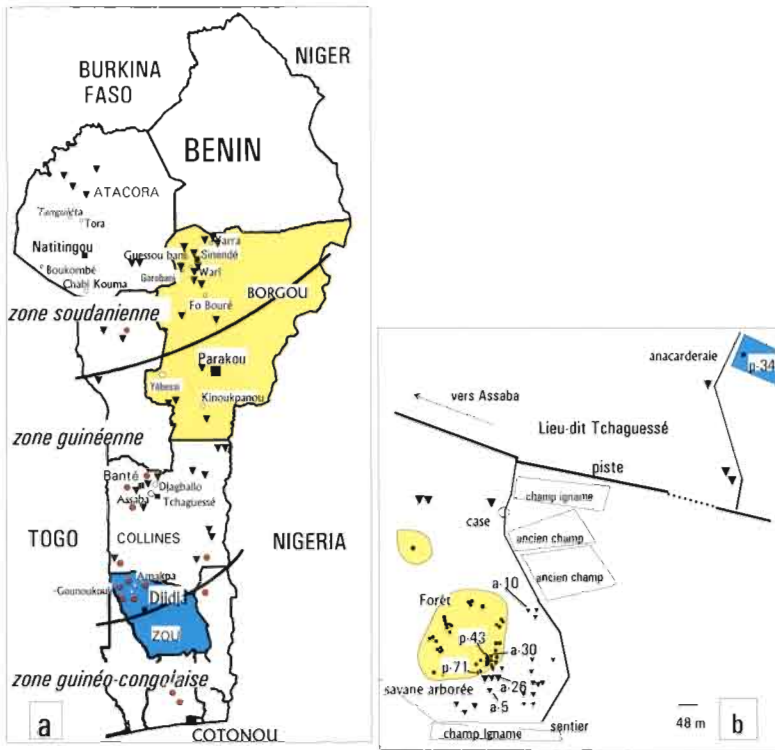 BURKINA
FASO
NIGER
BENIN
ATACORA
Tanguiéta
Tora
Natitingou
Boukombé
Chabi Kouma
Guessou bani
Sinendé
Wari
BORGOU
Fo Bouré
zone soudanienne
Parakou
Kinoukpanou
zone guinéenne
Banté
Djagballo
Assaba
Tchaguessé
TOGO
COLLINES
NIGERIA
Amakpa
Gounoukoui
Djidja
ZOU
zone guinéo-congolaise
a
COTONOU
anacarderaie
p-34
vers Assaba
Lieu-dit Tchaguessé
piste
champ igname
case
ancien champ
ancien champ
a-10
Forêt
p-43
a-30
p-71
a-26
savane arborée
a-5
sentier
champ Igname
48 m
b